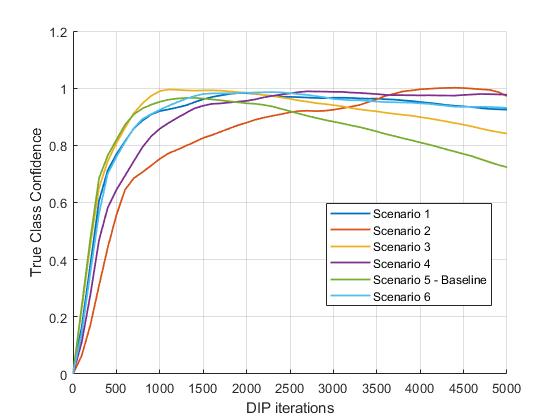 1.2
1
0.8
0.6
0.4
0.2
0
True Class Confidence
Scenario 1
Scenario 2
Scenario 3
Scenario 4
Scenario 5 - Baseline
Scenario 6
0 500 1000 1500 2000 2500 3000 3500 4000 4500 5000
DIP iterations